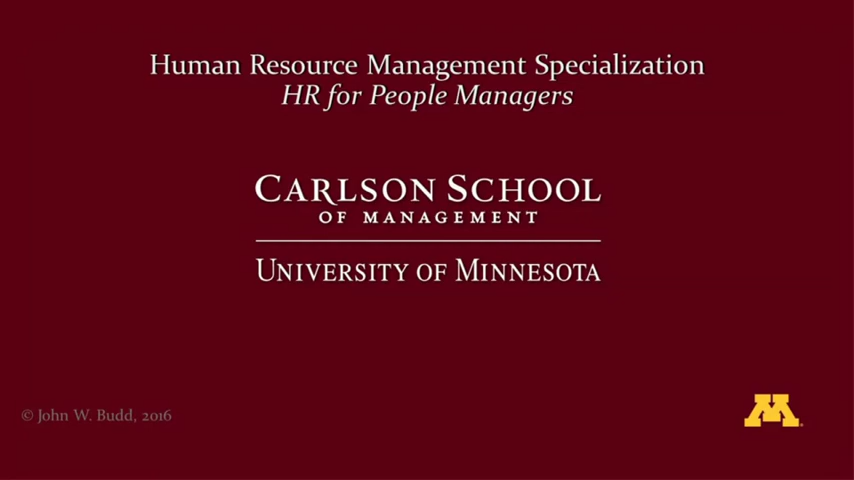 Human Resource Management Specialization
HR for People Managers
CARLSON SCHOOL
OF MANAGEMENT
UNIVERSITY OF MINNESOTA
© John W. Budd, 2016
M